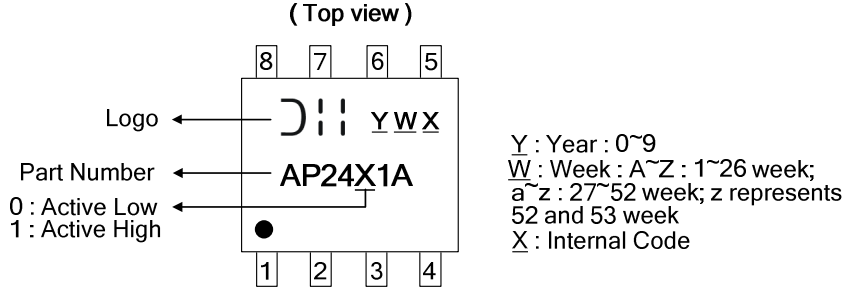 ( Top view )
8 7 6 5
Logo
Y W X
Part Number
AP24X1A
0 : Active Low
1 : Active High
1 2 3 4
Y : Year : 0~9
W : Week : A~Z : 1~26 week;
a~z : 27~52 week; z represents
52 and 53 week
X : Internal Code